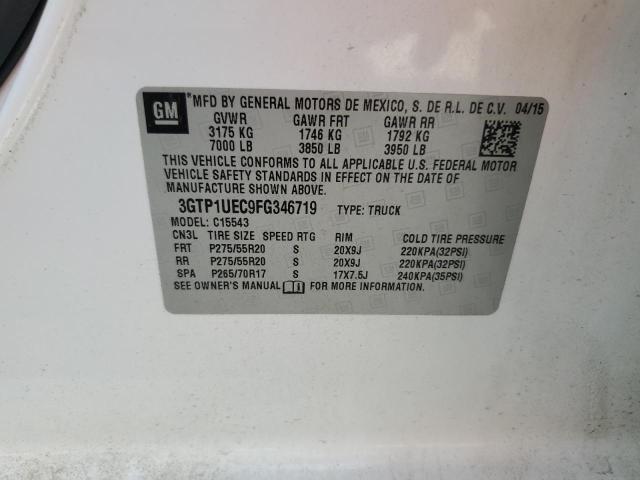 GM ®MFD BY GENERAL MOTORS DE MEXICO, S. DE R.L. DE C.V. 04/15
GVWR GAWR FRT GAWR RR
3175 KG 1746 KG 1792 KG
7000 LB 3850 LB 3950 LB
THIS VEHICLE CONFORMS TO ALL APPLICABLE U.S. FEDERAL MOTOR
VEHICLE SAFETY STANDARDS IN EFFECT ON THE DATE OF
MANUFACTURE SHOWN ABOVE.
3GTP1UEC9FG346719 TYPE: TRUCK
MODEL: C15543
CN3L TIRE SIZE SPEED RTG RIM COLD TIRE PRESSURE
FRT P275/55R20 S 20X9J 220KPA(32PSI)
RR P275/55R20 S 20X9J 220KPA(32PSI)
SPA P265/70R17 S 17X7.5J 240KPA(35PSI)
SEE OWNER'S MANUAL FOR MORE INFORMATION.